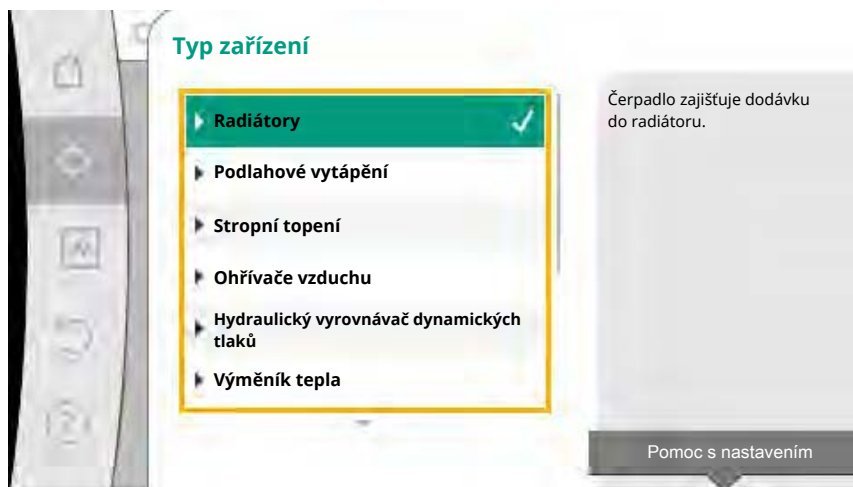 Typ zařízení
Radiátory
Podlahové vytápění
Stropní topení
Ohřívače vzduchu
Hydraulický vyrovnávač dynamických
tlaků
Výměník tepla
Čerpadlo zajišťuje dodávku
do radiátoru.
Pomoc s nastavením